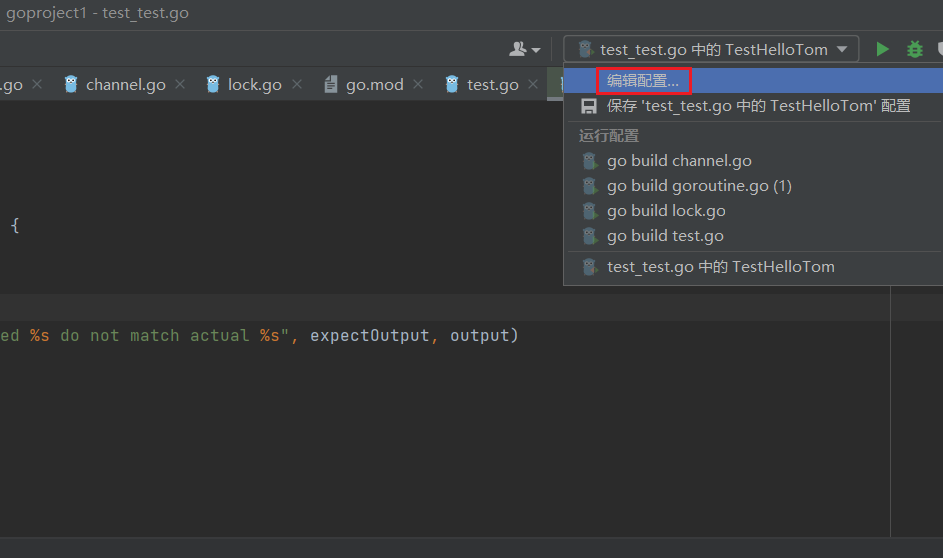 goproject1 - test_test.go
test_test.go 中的 TestHelloTom
.go channel.go lock.go go.mod test.go
编辑配置...
保存 'test_test.go 中的 TestHelloTom' 配置
运行配置
go build channel.go
go build goroutine.go (1)
go build lock.go
go build test.go
test_test.go 中的 TestHelloTom
{
ed %s do not match actual %s", expectOutput, output)